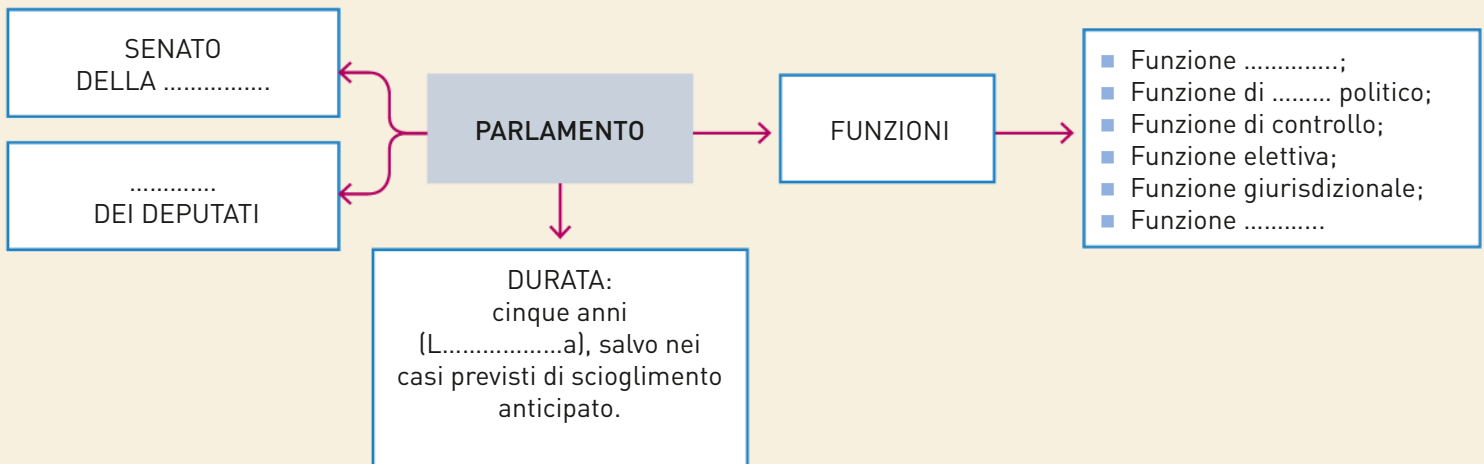 SENATO
DELLA ...............
.............
DEI DEPUTATI
PARLAMENTO
FUNZIONI
■ Funzione ..............;
■ Funzione di ......... politico;
■ Funzione di controllo;
■ Funzione elettiva;
■ Funzione giurisdizionale;
■ Funzione ............
DURATA:
cinque anni
(L..................a), salvo nei
casi previsti di scioglimento
anticipato.